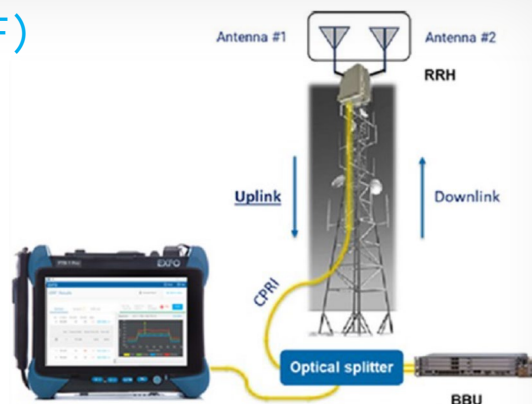 F)
Antenna #1
Antenna #2
RRH
Uplink
Downlink
CPRI
EXFO
Optical splitter
BBU